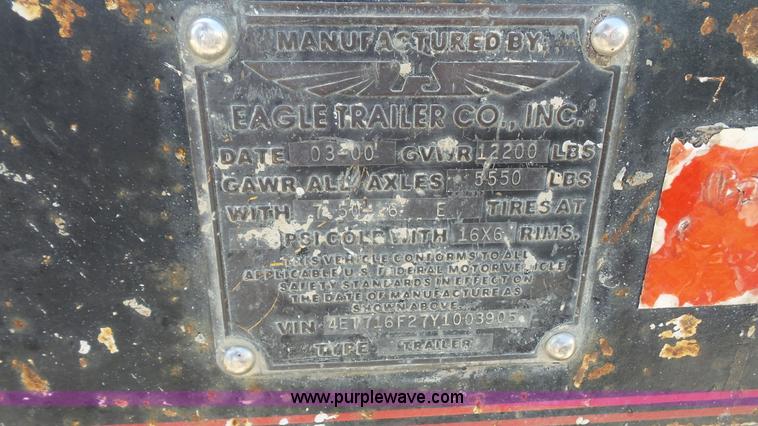 MANUFACTURED BY
EAGLE TRAILER CO., INC.
DATE 03-00 GVWR 12200 LBS
GAWR ALL AXLES 5550 LBS
WITH E TIRES AT
PSI COLD WITH 16X6 RIMS.
THIS VEHICLE CONFORMS TO ALL
APPLICABLE U.S. FEDERAL MOTOR VEHICLE
SAFETY STANDARDS IN EFFECT ON
THE DATE OF MANUFACTURE AS
SHOWN ABOVE
VIN
TYPE TRAILER
www.purplewave.com